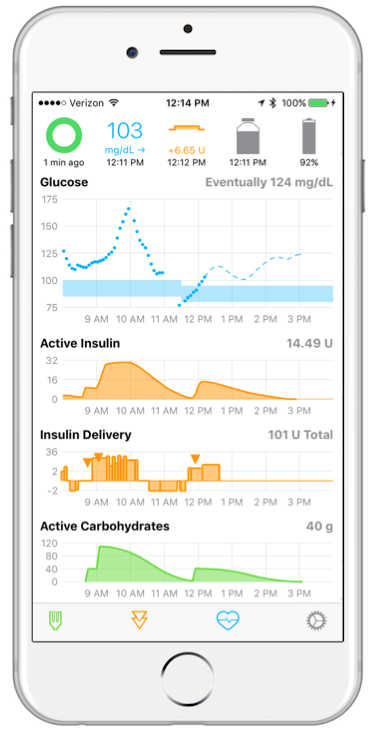 Verizon 12:14 PM 100%
103
mg/dL → +6.65 U
1 min ago 12:11 PM 12:12 PM 12:11 PM 92%
Glucose Eventually 124 mg/dL
175
150
125
100
75
9 AM 10 AM 11 AM 12 PM 1 PM 2 PM 3 PM
Active Insulin 14.49 U
32
16
0
9 AM 10 AM 11 AM 12 PM 1 PM 2 PM 3 PM
Insulin Delivery 101 U Total
36
2
-2
9 AM 10 AM 11 AM 12 PM 1 PM 2 PM 3 PM
Active Carbohydrates 40 g
120
80
40
0
9 AM 10 AM 11 AM 12 PM 1 PM 2 PM 3 PM